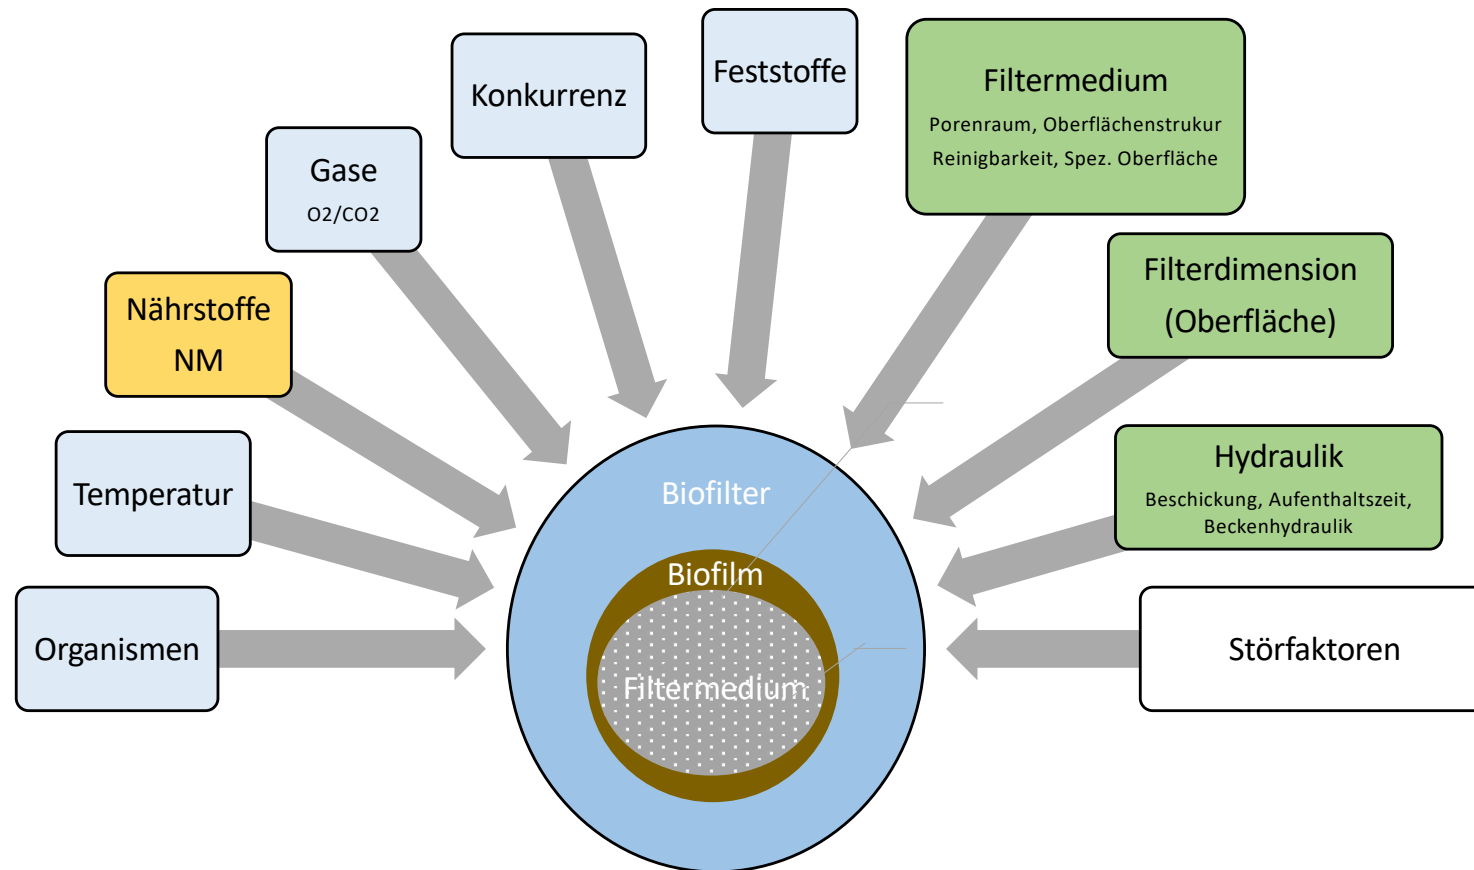 Feststoffe
Filtermedium
Porenraum, Oberflächenstrukur
Reinigbarkeit, Spez. Oberfläche
Konkurrenz
Gase
O2/CO2
Filterdimension
(Oberfläche)
Nährstoffe
NM
Hydraulik
Beschickung, Aufenthaltszeit,
Beckenhydraulik
Temperatur
Biofilter
Biofilm
Organismen
Störfaktoren
Filtermedium